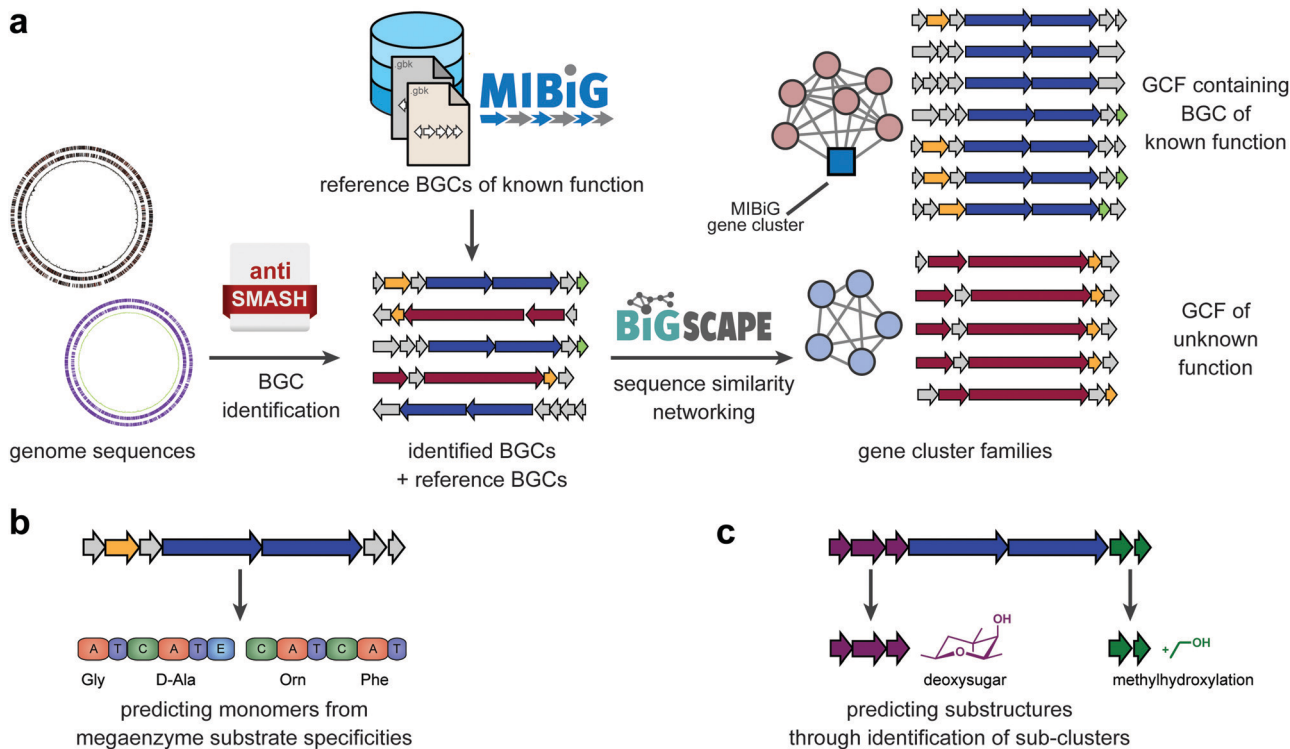 a
.gbk
.gbk
MIBiG
reference BGCs of known function
anti
SMASH
BGC
identification
genome sequences
identified BGCs
+ reference BGCs
BiGSCAPE
sequence similarity
networking
MIBiG
gene cluster
GCF containing
BGC of
known function
GCF of
unknown
function
gene cluster families
b
A T C A T E C A T C A T
Gly D-Ala Orn Phe
predicting monomers from
megaenzyme substrate specificities
c
OH
O
deoxysugar
+ OH
methylhydroxylation
predicting substructures
through identification of sub-clusters